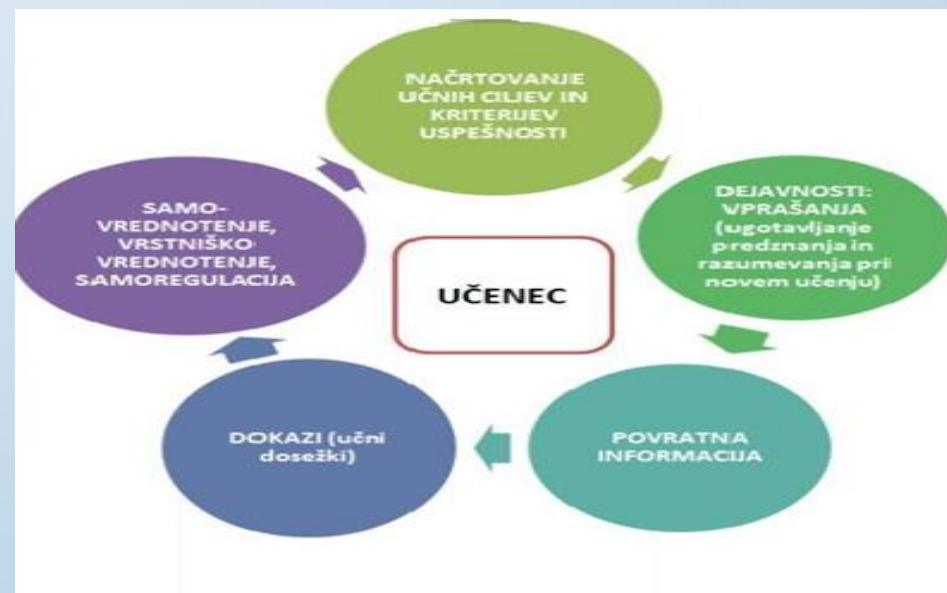 NAČRTOVANJE
UČNIH CILJEV IN
KRITERIJEV
USPEŠNOSTI
DEJAVNOSTI:
VPRAŠANJA
(ugotavljanje
predznanja in
razumevanja pri
novem učenju)
POVRATNA
INFORMACIJA
DOKAZI (učni
dosežki)
SAMO-
VREDNOTENJE,
VRSTNIŠKO
VREDNOTENJE,
SAMOREGULACIJA
UČENEC